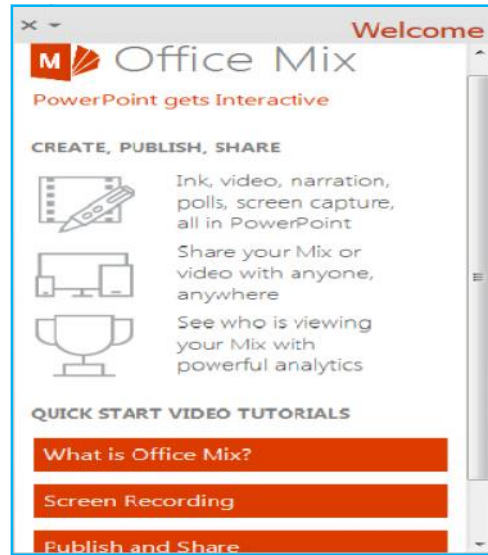 Welcome
M Office Mix
PowerPoint gets Interactive
CREATE, PUBLISH, SHARE
Ink, video, narration,
polls, screen capture,
all in PowerPoint
Share your Mix or
video with anyone,
anywhere
See who is viewing
your Mix with
powerful analytics
QUICK START VIDEO TUTORIALS
What is Office Mix?
Screen Recording
Publish and Share